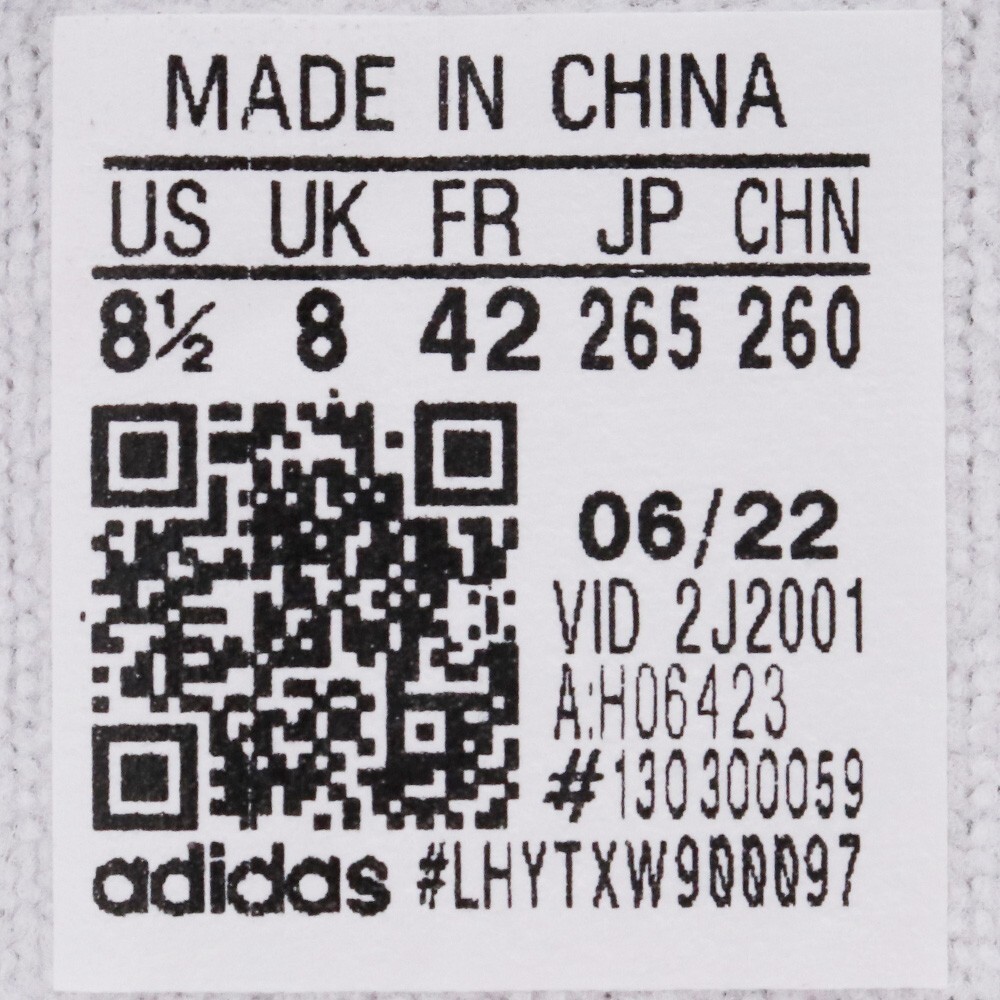 MADE IN CHINA
US UK FR JP CHN
8½ 8 42 265 260
06/22
VID 2J2001
A:H06423
#130300059
adidas #LHYTXW900097